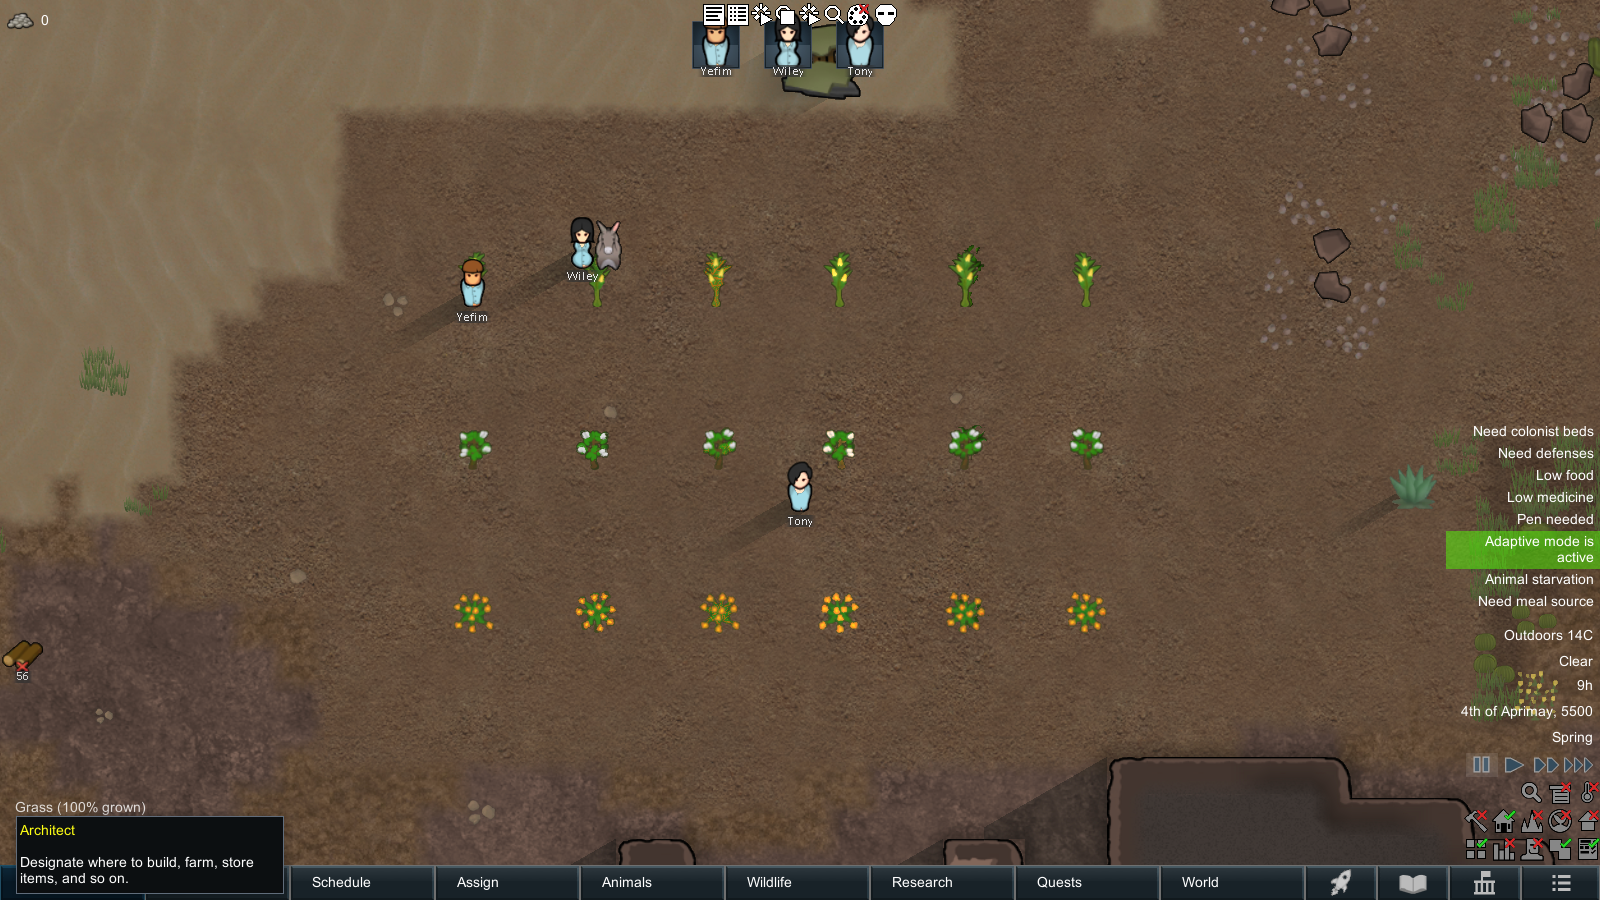 0
Yefim
Wiley
Tony
Wiley
Yefim
Tony
Need colonist beds
Need defenses
Low food
Low medicine
Pen needed
Adaptive mode is
active
Animal starvation
Need meal source
Outdoors 14C
Clear
9h
4th of Aprimay, 5500
Spring
56
Grass (100% grown)
Architect
Designate where to build, farm, store
items, and so on.
Schedule
Assign
Animals
Wildlife
Research
Quests
World